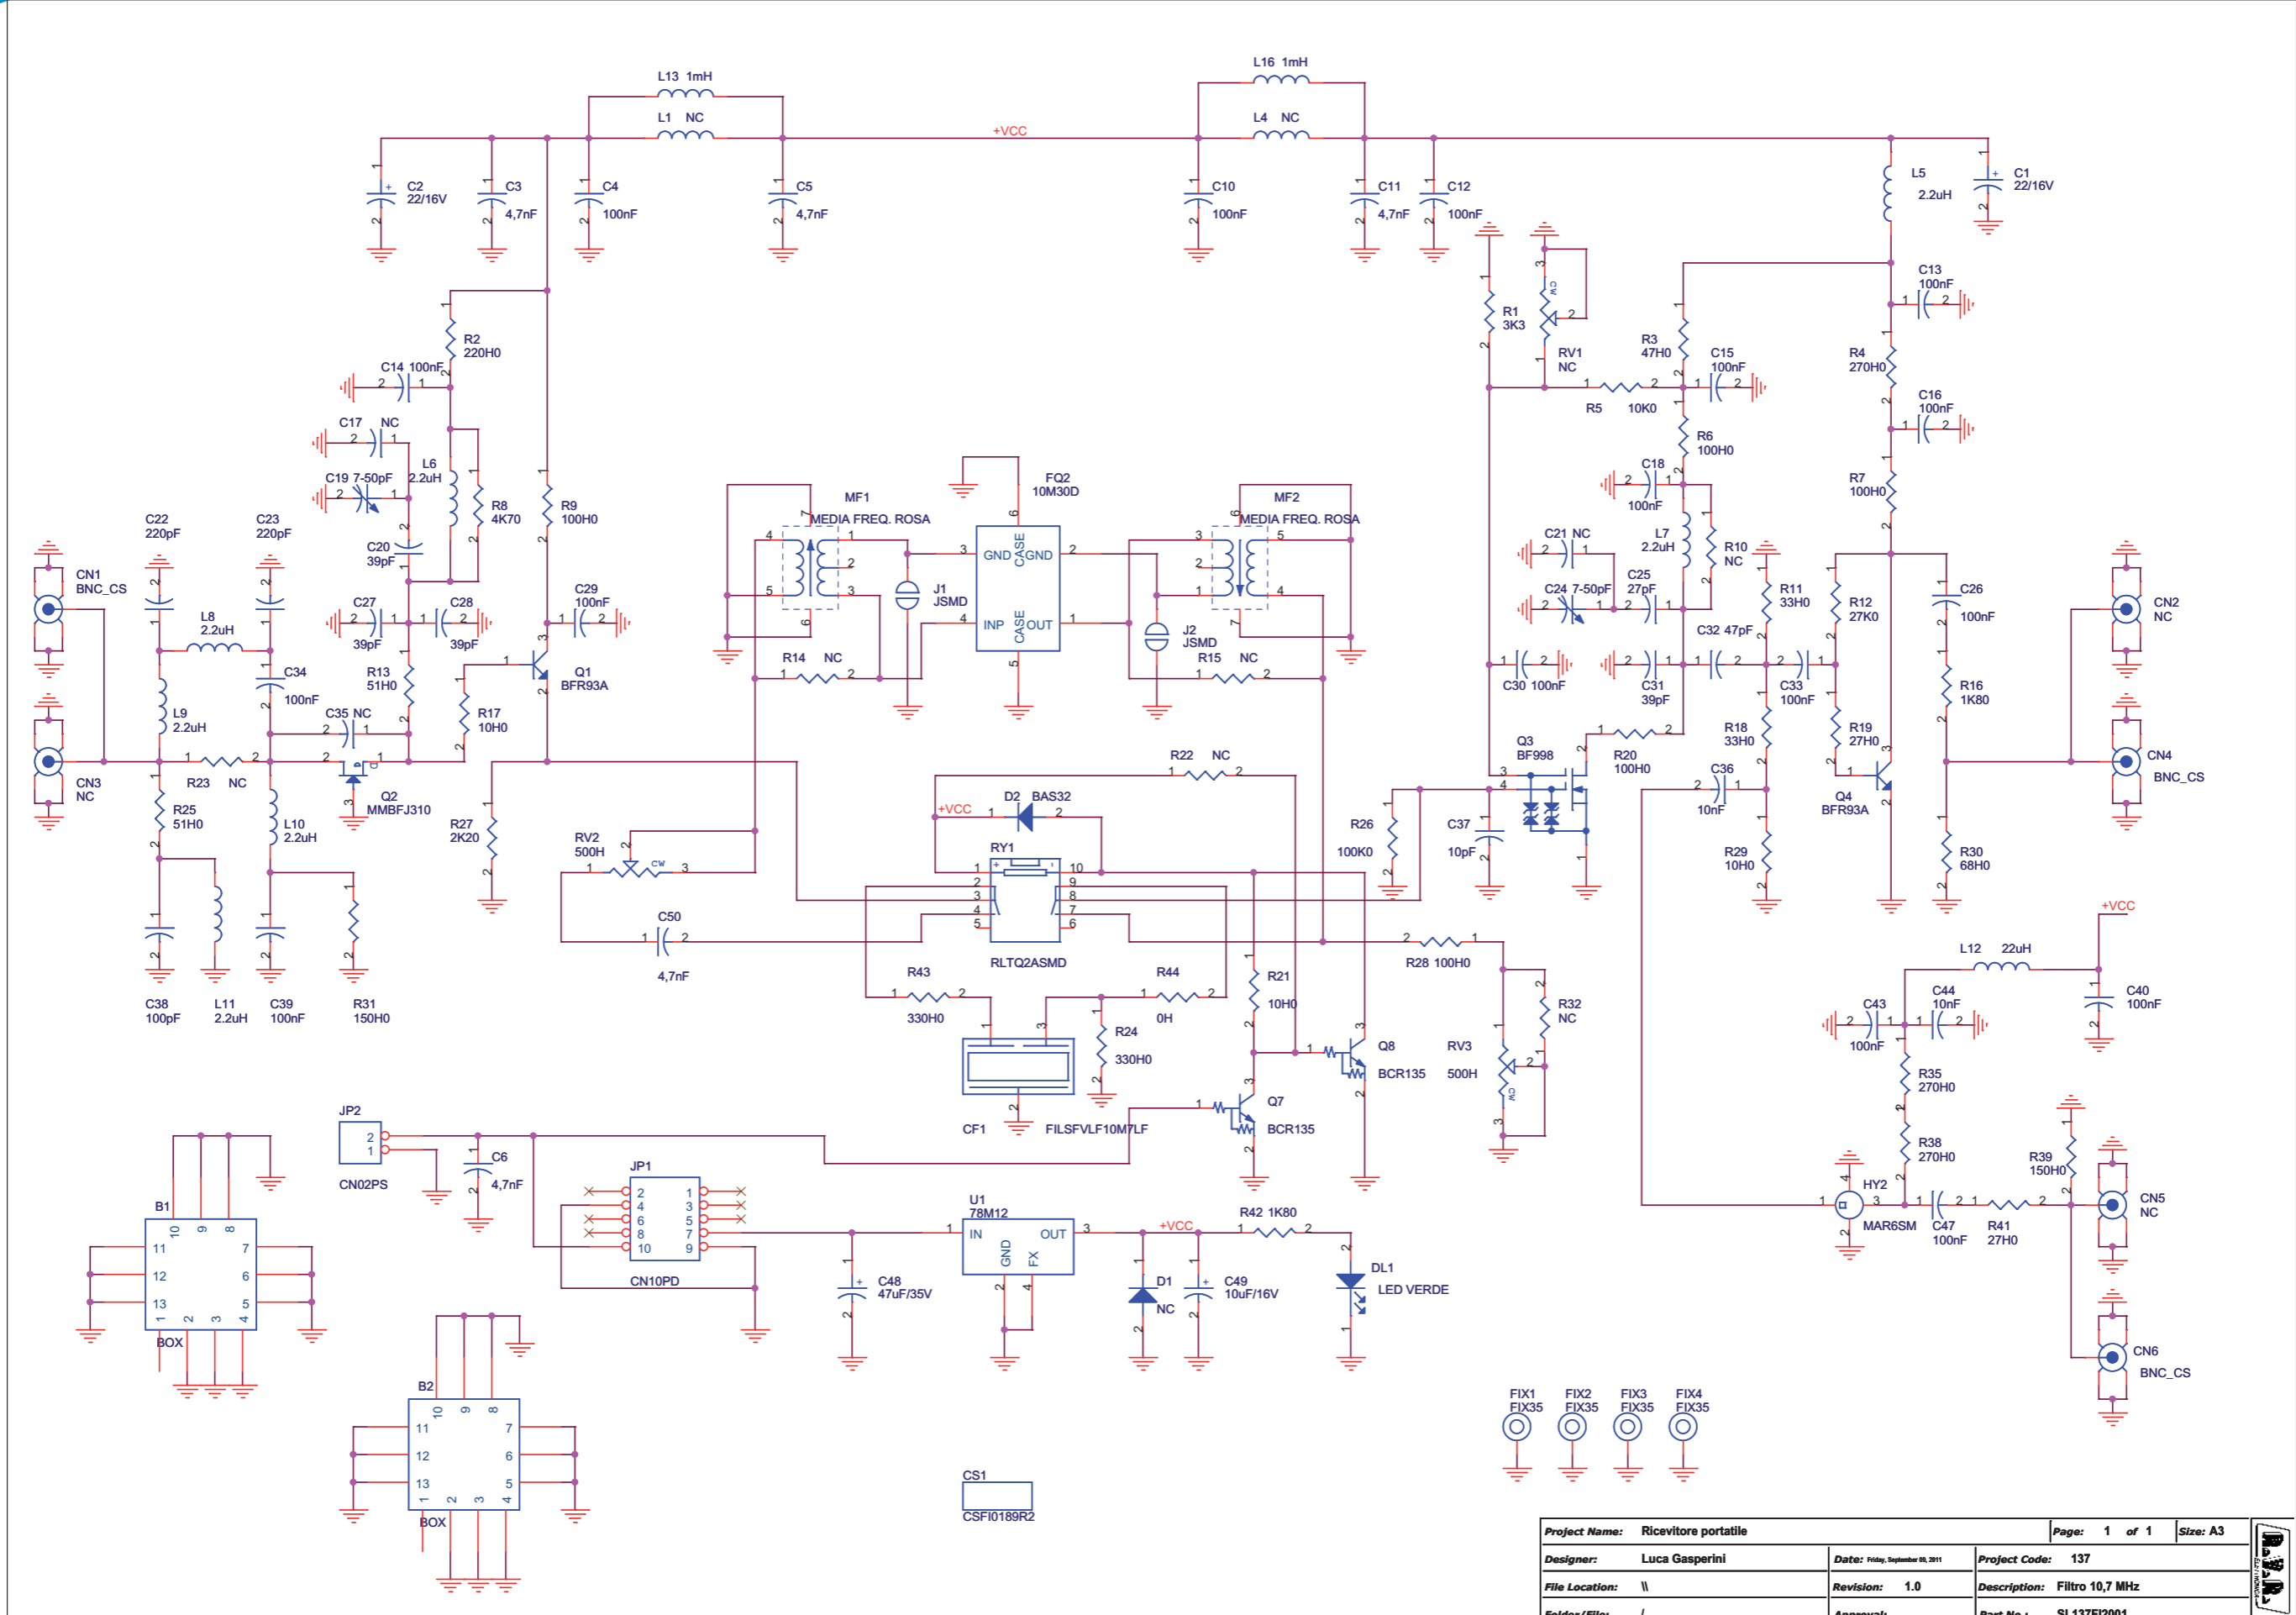 L13 1mH
L1 NC
L16 1mH
L4 NC
+VCC
C2
22/16V
C3
4,7nF
C4
100nF
C5
4,7nF
C10
100nF
C11
4,7nF
C12
100nF
L5
2.2uH
C1
22/16V
R2
220H0
C14 100nF
C17 NC
C19 7-50pF
L6
2.2uH
R8
4K70
R9
100H0
C20
39pF
C22
220pF
C23
220pF
CN1
BNC_CS
L8
2.2uH
C27
39pF
C28
39pF
C29
100nF
C34
100nF
R13
51H0
Q1
BFR93A
R17
10H0
C35 NC
L9
2.2uH
CN3
NC
R23 NC
R25
51H0
L10
2.2uH
Q2
MMBFJ310
R27
2K20
C38
100pF
L11
2.2uH
C39
100nF
R31
150H0
MF1
MEDIA FREQ. ROSA
FQ2
10M30D
GND
CASE
GND
INP
CASE
OUT
J1
JSMD
J2
JSMD
MF2
MEDIA FREQ. ROSA
R14 NC
R15 NC
R1
3K3
CW
RV1
NC
R3
47H0
C15
100nF
R5 10K0
R6
100H0
C13
100nF
R4
270H0
C16
100nF
R7
100H0
C18
100nF
L7
2.2uH
R10
NC
C21 NC
C24 7-50pF
C25
27pF
R11
33H0
R12
27K0
C26
100nF
CN2
NC
C32 47pF
C30 100nF
C31
39pF
C33
100nF
R16
1K80
R18
33H0
R19
27H0
CN4
BNC_CS
Q3
BF998
R20
100H0
C36
10nF
Q4
BFR93A
R29
10H0
R30
68H0
R22 NC
D2 BAS32
+VCC
RY1
RLTQ2ASMD
RV2
500H
CW
C50
4,7nF
R26
100K0
C37
10pF
R28 100H0
R43
330H0
R44
0H
R24
330H0
R21
10H0
R32
NC
RV3
500H
CW
Q8
BCR135
Q7
BCR135
CF1
FILSFVLF10M7LF
+VCC
L12 22uH
C40
100nF
C43
100nF
C44
10nF
R35
270H0
R38
270H0
R39
150H0
HY2
MAR6SM
C47
100nF
R41
27H0
CN5
NC
CN6
BNC_CS
JP2
CN02PS
C6
4,7nF
JP1
CN10PD
U1
78M12
IN
OUT
GND
FX
+VCC
R42 1K80
C48
47uF/35V
D1
NC
C49
10uF/16V
DL1
LED VERDE
B1
BOX
B2
BOX
CS1
CSFI0189R2
FIX1
FIX35
FIX2
FIX35
FIX3
FIX35
FIX4
FIX35
Project Name: Ricevitore portatile
Page: 1 of 1
Size: A3
Designer: Luca Gasperini
Date: Friday, September 09, 2011
Project Code: 137
File Location: \\
Revision: 1.0
Description: Filtro 10,7 MHz
Folder/File: /
Approval:
Part No.: SL137FI2001